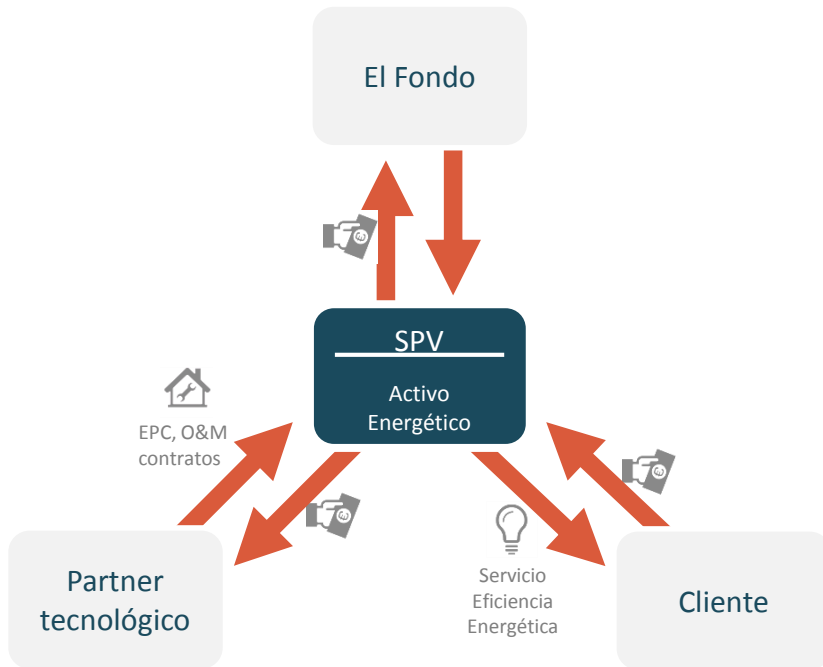 El Fondo
SPV
Activo
Energético
EPC, O&M
contratos
Partner
tecnológico
Servicio
Eficiencia
Energética
Cliente